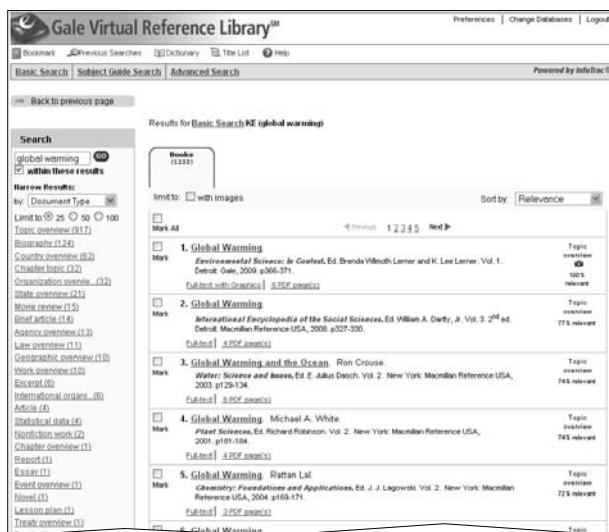 Gale Virtual Reference Library℠
Preferences | Change Databases | Logout
Bookmark Previous Searches Dictionary Title List Help
Basic Search | Subject Guide Search | Advanced Search
Powered by InfoTrac®
Back to previous page
Search
global warming GO
within these results
Narrow Results:
by: Document Type
Limit to: 25 50 100
Topic overview (917)
Biography (124)
Country overview (63)
Chapter topic (32)
Organization overvie... (32)
State overview (21)
Movie review (15)
Brief article (14)
Agency overview (13)
Law overview (11)
Geographic overview (10)
Work overview (10)
Excerpt (6)
International organi... (6)
Article (4)
Statistical data (4)
Nonfiction work (2)
Chapter overview (1)
Report (1)
Essay (1)
Event overview (1)
Novel (1)
Lesson plan (1)
Treaty overview (1)
Results for Basic Search KE (global warming)
Books
(1332)
limit to: with images
Sort by: Relevance
Mark All
Previous 1 2 3 4 5 Next
Mark
1. Global Warming.
Environmental Science: In Context. Ed. Brenda Wilmoth Lerner and K. Lee Lerner. Vol. 1.
Detroit: Gale, 2009. p366-371.
Full-text with Graphics | 6 PDF page(s)
Topic
overview
100%
relevant
Mark
2. Global Warming.
International Encyclopedia of the Social Sciences. Ed. William A. Darity, Jr. Vol. 3. 2nd ed.
Detroit: Macmillan Reference USA, 2008. p327-330.
Full-text | 4 PDF page(s)
Topic
overview
77% relevant
Mark
3. Global Warming and the Ocean. Ron Crouse.
Water: Science and Issues. Ed. E. Julius Dasch. Vol. 2. New York: Macmillan Reference USA,
2003. p129-134.
Full-text | 6 PDF page(s)
Topic
overview
74% relevant
Mark
4. Global Warming. Michael A. White.
Plant Sciences. Ed. Richard Robinson. Vol. 2. New York: Macmillan Reference USA,
2001. p181-184.
Full-text | 4 PDF page(s)
Topic
overview
74% relevant
Mark
5. Global Warming. Rattan Lal.
Chemistry: Foundations and Applications. Ed. J. J. Lagowski. Vol. 2. New York: Macmillan
Reference USA, 2004. p169-171.
Full-text | 3 PDF page(s)
Topic
overview
72% relevant
6. Global Warming.
Topic